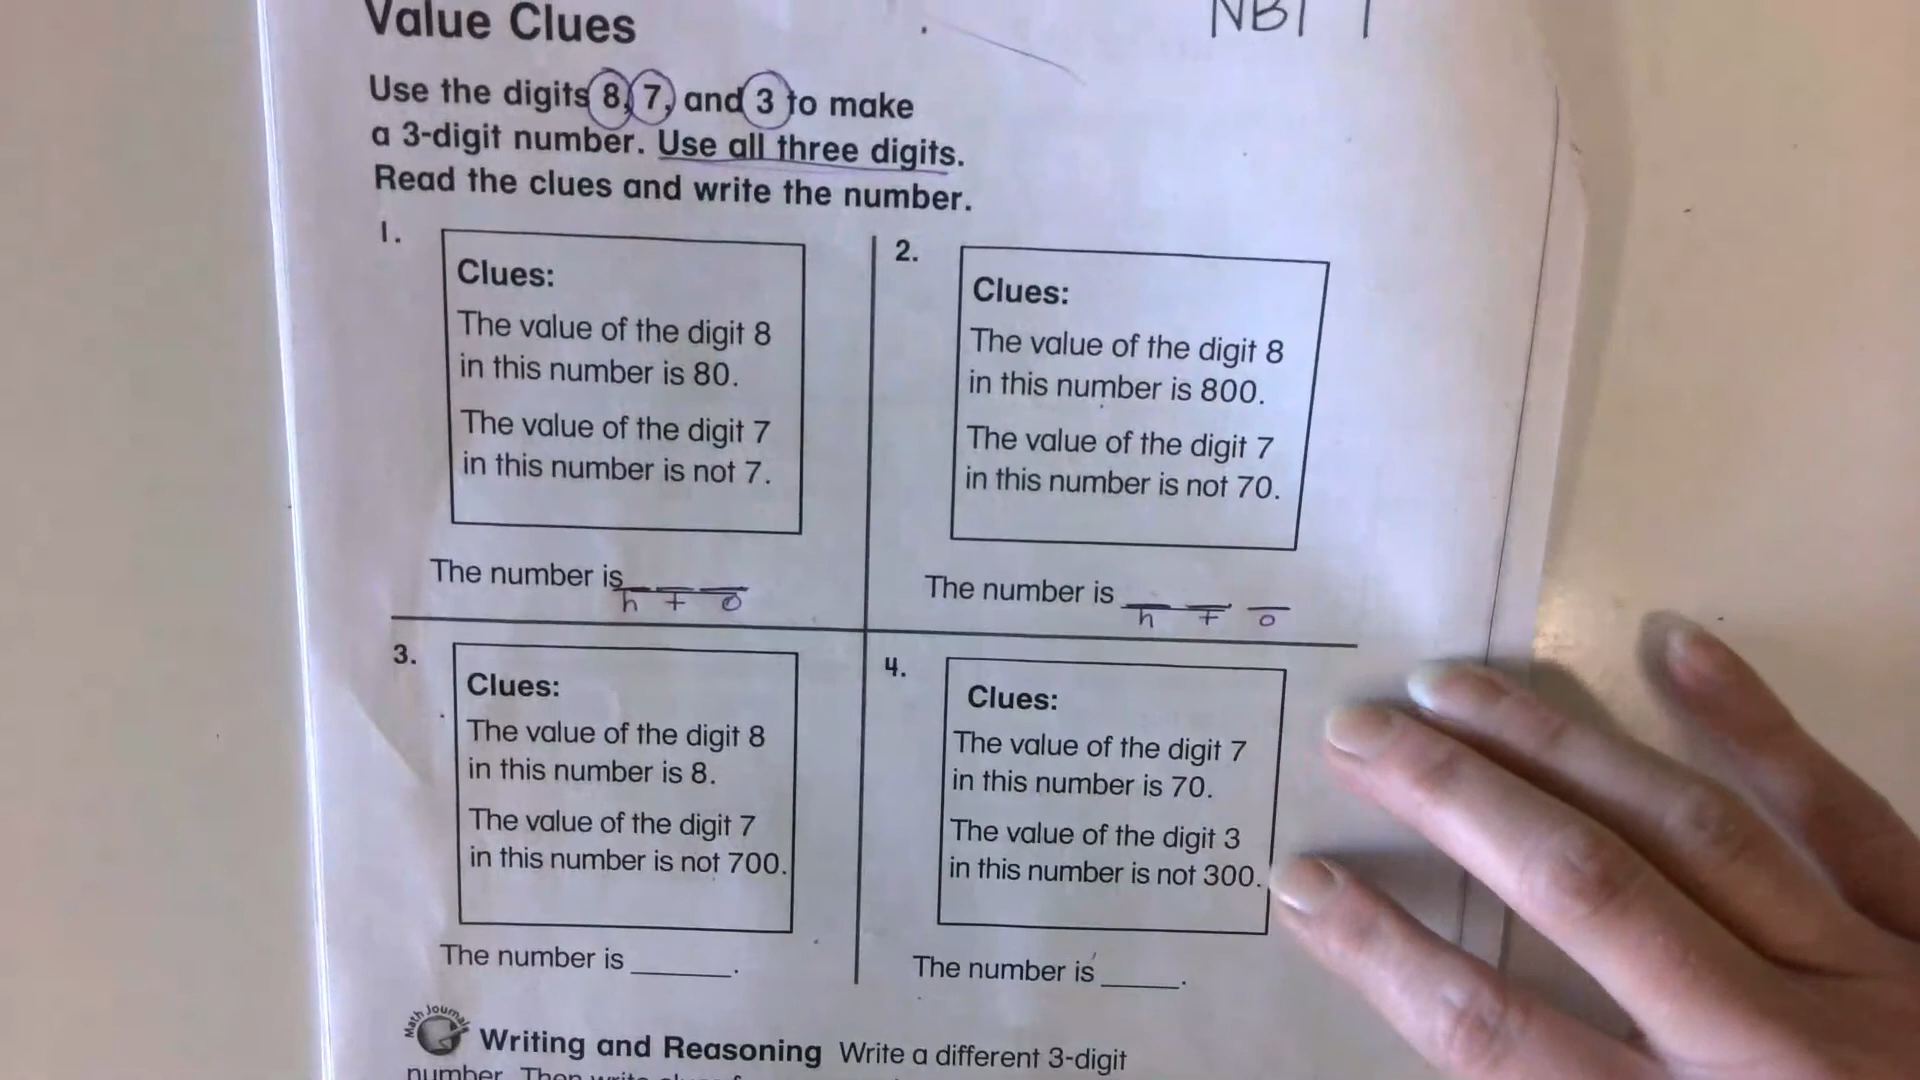 Value Clues
NBT 1
Use the digits 8, 7, and 3 to make
a 3-digit number. Use all three digits.
Read the clues and write the number.
1.
Clues:
The value of the digit 8
in this number is 80.
The value of the digit 7
in this number is not 7.
The number is
h T O
2.
Clues:
The value of the digit 8
in this number is 800.
The value of the digit 7
in this number is not 70.
The number is
h T O
3.
Clues:
The value of the digit 8
in this number is 8.
The value of the digit 7
in this number is not 700.
The number is ______.
4.
Clues:
The value of the digit 7
in this number is 70.
The value of the digit 3
in this number is not 300.
The number is _____.
Math Journal
Writing and Reasoning Write a different 3-digit
number. Then write clues